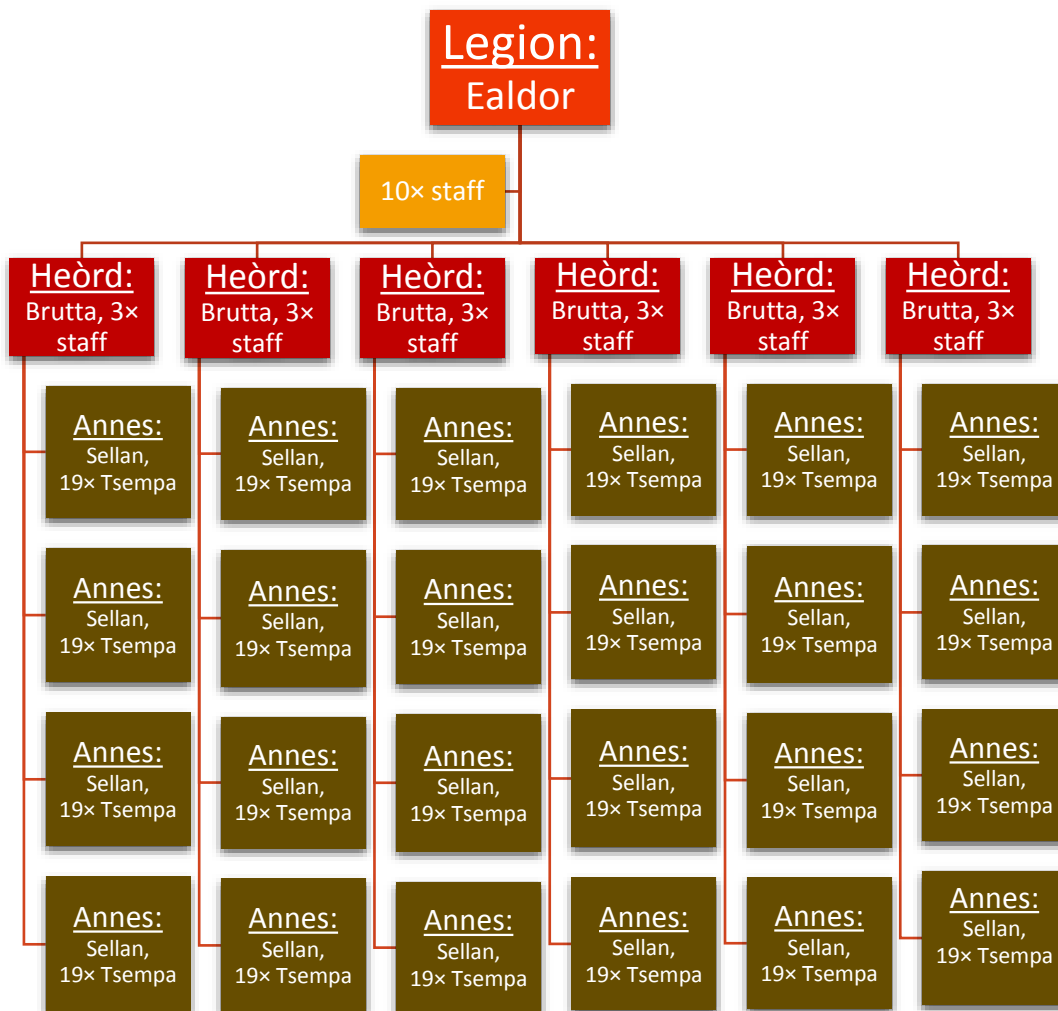 Legion:
Ealdor
10× staff
Heòrd:
Brutta, 3×
staff
Heòrd:
Brutta, 3×
staff
Heòrd:
Brutta, 3×
staff
Heòrd:
Brutta, 3×
staff
Heòrd:
Brutta, 3×
staff
Heòrd:
Brutta, 3×
staff
Annes:
Sellan,
19× Tsempa
Annes:
Sellan,
19× Tsempa
Annes:
Sellan,
19× Tsempa
Annes:
Sellan,
19× Tsempa
Annes:
Sellan,
19× Tsempa
Annes:
Sellan,
19× Tsempa
Annes:
Sellan,
19× Tsempa
Annes:
Sellan,
19× Tsempa
Annes:
Sellan,
19× Tsempa
Annes:
Sellan,
19× Tsempa
Annes:
Sellan,
19× Tsempa
Annes:
Sellan,
19× Tsempa
Annes:
Sellan,
19× Tsempa
Annes:
Sellan,
19× Tsempa
Annes:
Sellan,
19× Tsempa
Annes:
Sellan,
19× Tsempa
Annes:
Sellan,
19× Tsempa
Annes:
Sellan,
19× Tsempa
Annes:
Sellan,
19× Tsempa
Annes:
Sellan,
19× Tsempa
Annes:
Sellan,
19× Tsempa
Annes:
Sellan,
19× Tsempa
Annes:
Sellan,
19× Tsempa
Annes:
Sellan,
19× Tsempa